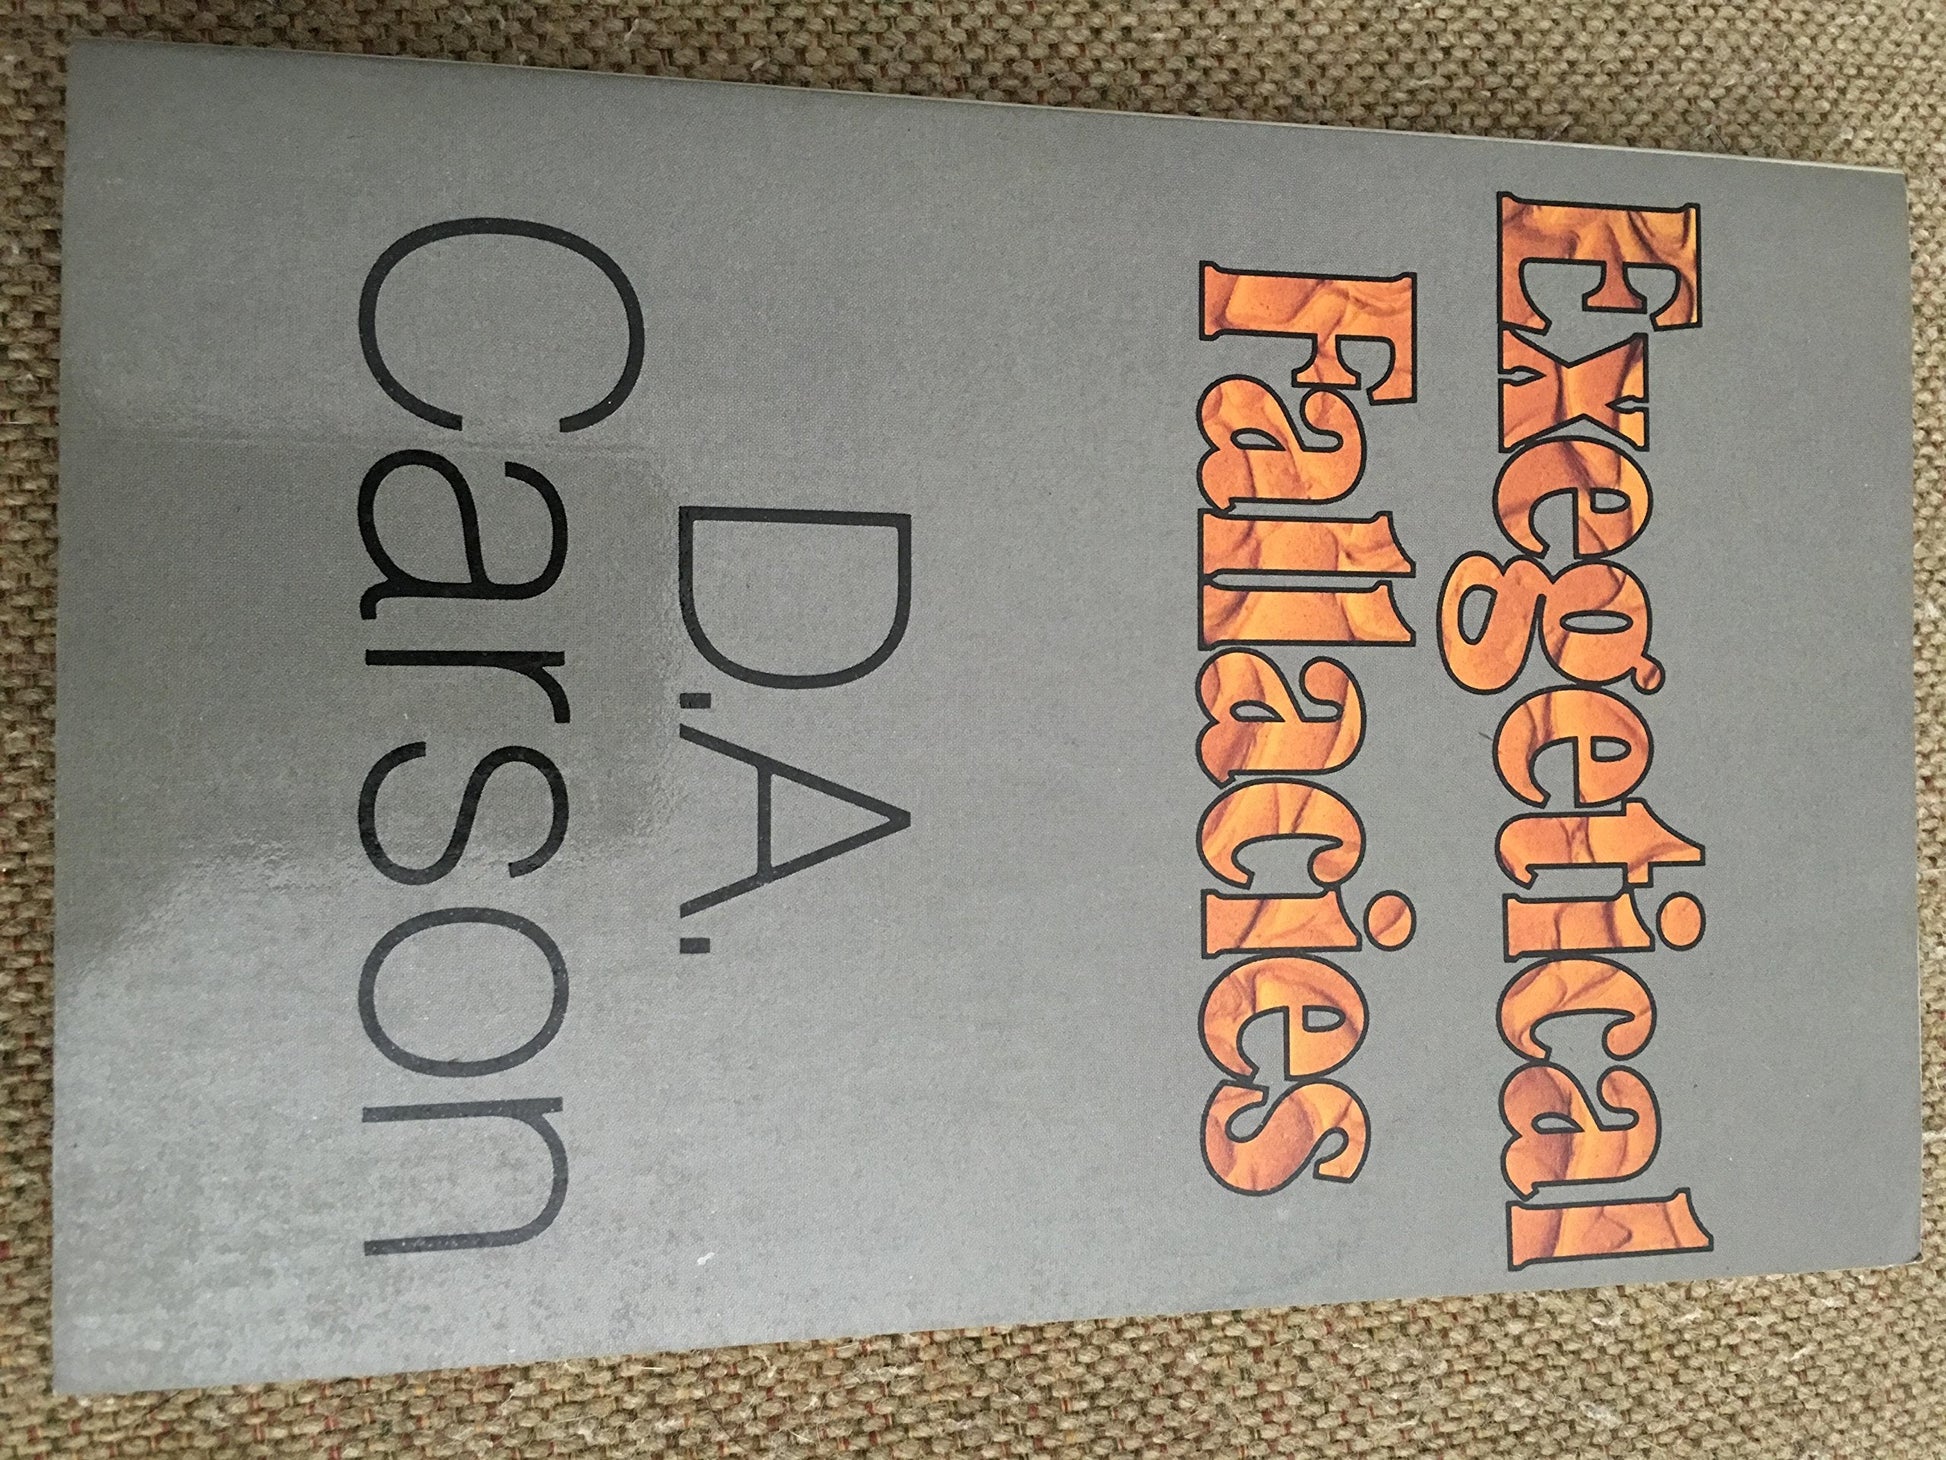 Exegetical
Fallacies
D.A.
Carson